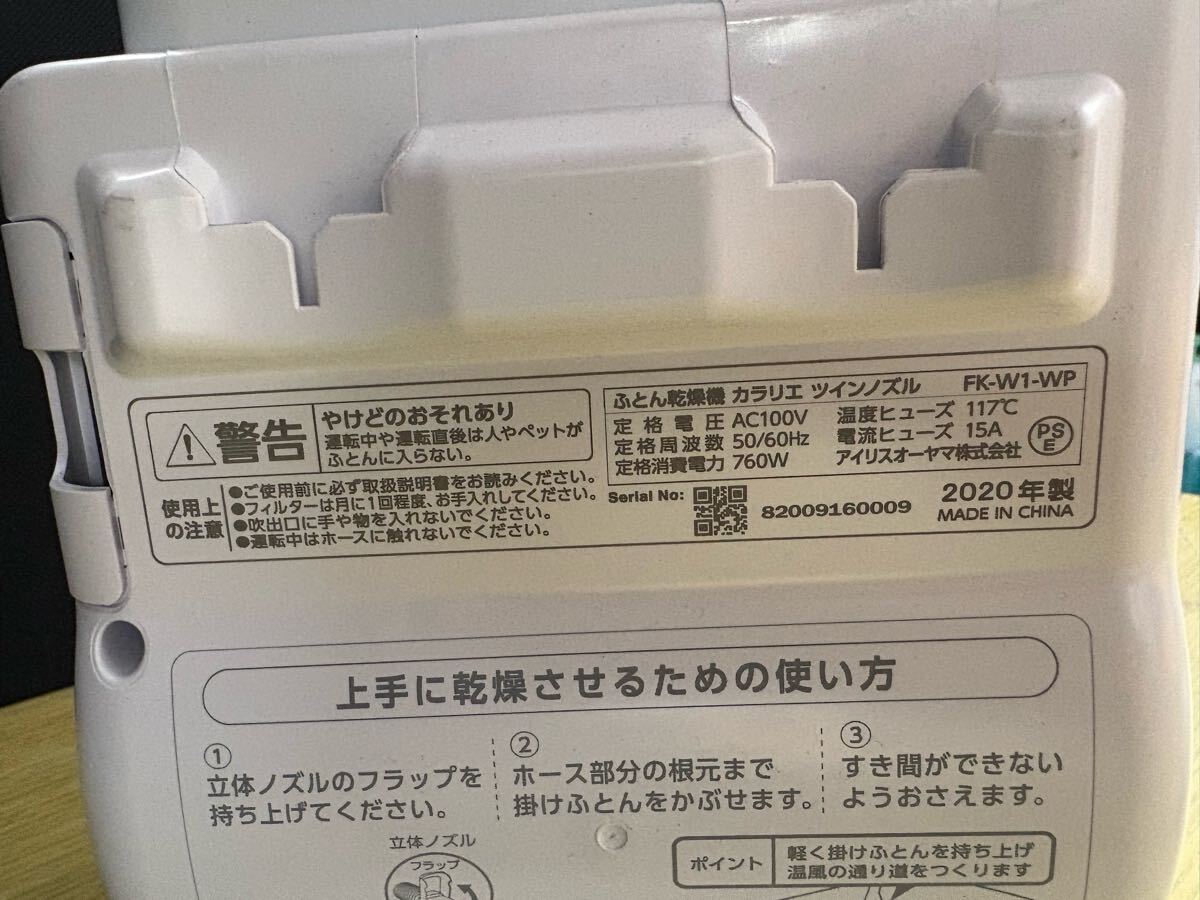 警告
やけどのおそれあり
運転中や運転直後は人やペットが
ふとんに入らない。
使用上
の注意
●ご使用前に必ず取扱説明書をお読みください。
●フィルターは月に1回程度、お手入れしてください。
●吹出口に手や物を入れないでください。
●運転中はホースに触れないでください。
ふとん乾燥機 カラリエ ツインノズル FK-W1-WP
定格電圧 AC100V 温度ヒューズ 117℃
定格周波数 50/60Hz 電流ヒューズ 15A
定格消費電力 760W アイリスオーヤマ株式会社
PS
E
Serial No: 82009160009
2020年製
MADE IN CHINA
上手に乾燥させるための使い方
①
立体ノズルのフラップを
持ち上げてください。
立体ノズル
フラップ
②
ホース部分の根元まで
掛けふとんをかぶせます。
③
すき間ができない
ようおさえます。
ポイント
軽く掛けふとんを持ち上げ
温風の通り道をつくります